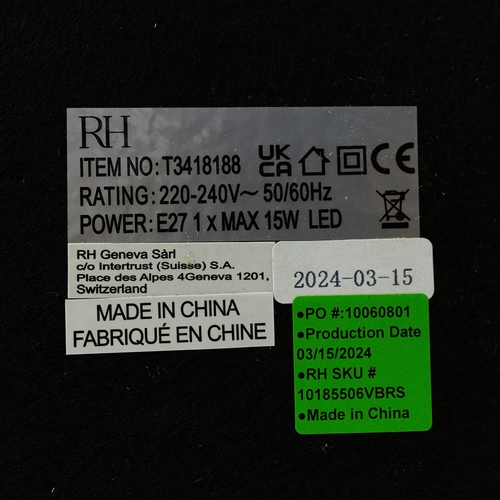 RH
ITEM NO: T3418188
UK
CA
CE
RATING: 220-240V~ 50/60Hz
POWER: E27 1 x MAX 15W LED
RH Geneva Sàrl
c/o Intertrust (Suisse) S.A.
Place des Alpes 4Geneva 1201,
Switzerland
2024-03-15
MADE IN CHINA
FABRIQUÉ EN CHINE
●PO #:10060801
●Production Date
03/15/2024
●RH SKU #
10185506VBRS
●Made in China